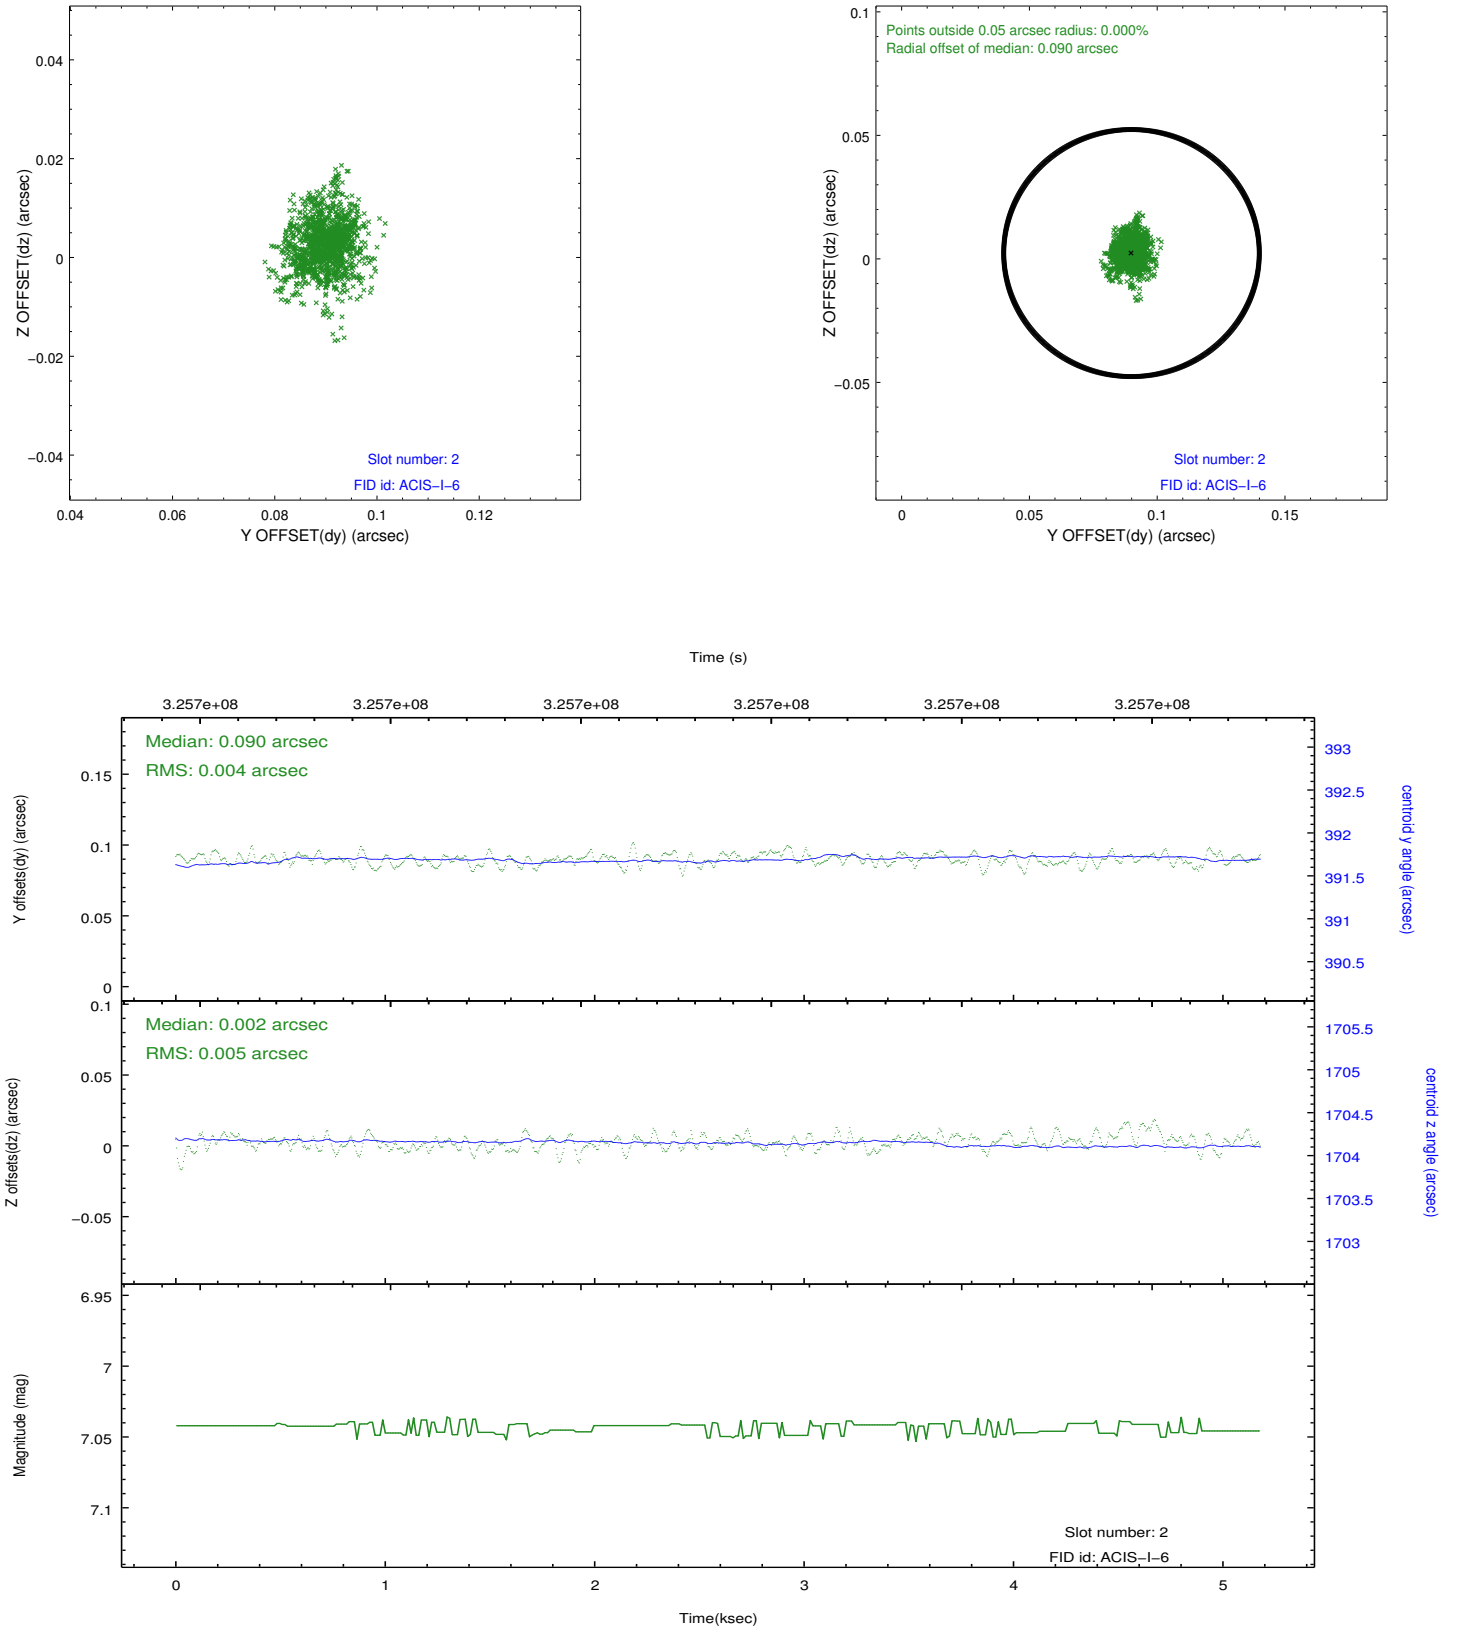 0.04
0.02
0
−0.02
−0.04
Z OFFSET(dz) (arcsec)
Slot number: 2
FID id: ACIS−I−6
0.04 0.06 0.08 0.1 0.12
Y OFFSET(dy) (arcsec)
Points outside 0.05 arcsec radius: 0.000%
Radial offset of median: 0.090 arcsec
0.1
0.05
0
−0.05
Z OFFSET(dz) (arcsec)
Slot number: 2
FID id: ACIS−I−6
0 0.05 0.1 0.15
Y OFFSET(dy) (arcsec)
Time (s)
3.257e+08 3.257e+08 3.257e+08 3.257e+08 3.257e+08 3.257e+08
Median: 0.090 arcsec
RMS: 0.004 arcsec
0.15
0.1
0.05
0
Y offsets(dy) (arcsec)
393
392.5
392
391.5
391
390.5
centroid y angle (arcsec)
Median: 0.002 arcsec
RMS: 0.005 arcsec
0.1
0.05
0
−0.05
Z offsets(dz) (arcsec)
1705.5
1705
1704.5
1704
1703.5
1703
centroid z angle (arcsec)
6.95
7
7.05
7.1
Magnitude (mag)
Slot number: 2
FID id: ACIS−I−6
0 1 2 3 4 5
Time(ksec)